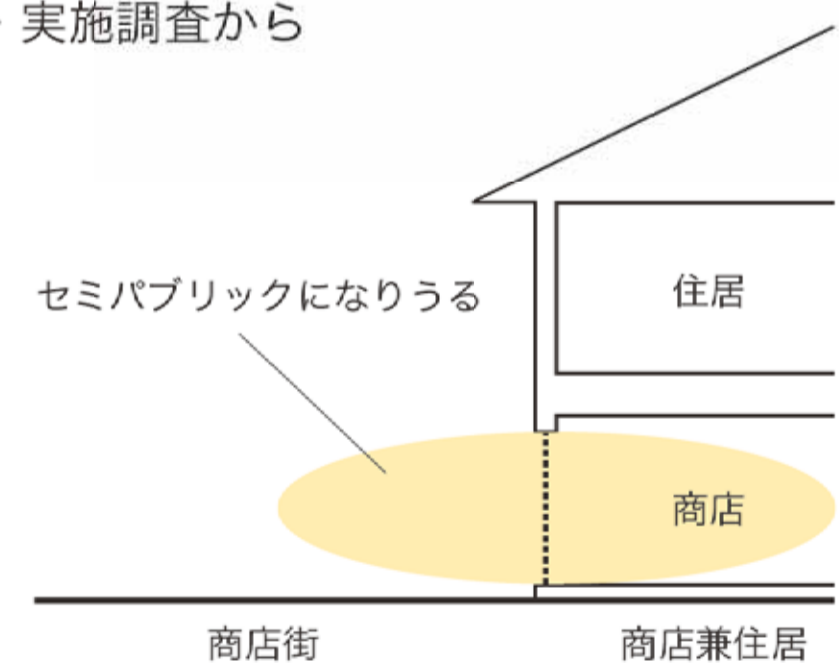 実施調査から
セミパブリックになりうる
住居
商店
商店街
商店兼住居